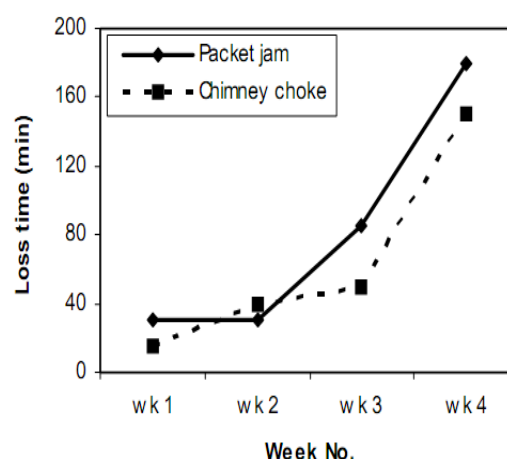 200
160
120
80
40
0
Loss time (min)
Packet jam
Chimney choke
wk 1
wk 2
wk 3
wk 4
Week No.